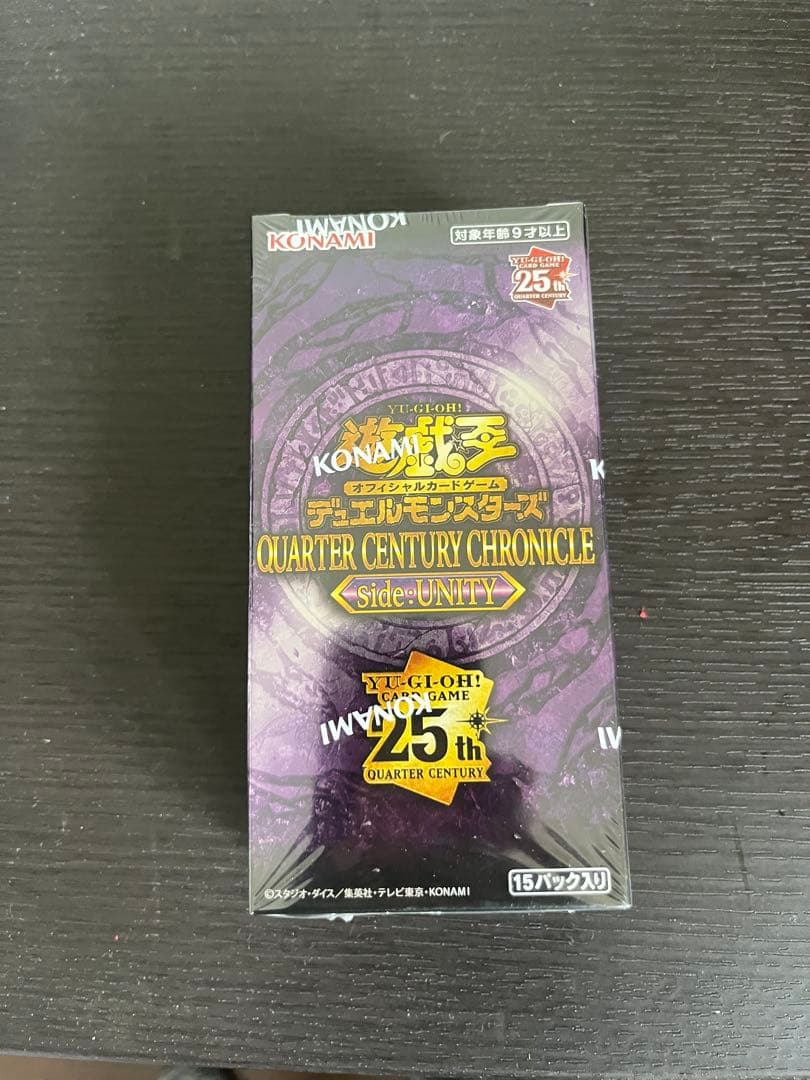 KONAMI
KONAMI
対象年齢9才以上
YU-GI-OH!
CARD GAME
25th
QUARTER CENTURY
YU-GI-OH!
遊戯王
KONAMI
オフィシャルカードゲーム
デュエルモンスターズ
QUARTER CENTURY CHRONICLE
side:UNITY
YU-GI-OH!
CARD GAME
KONAMI
25th
QUARTER CENTURY
15パック入り
©スタジオ・ダイス/集英社・テレビ東京・KONAMI